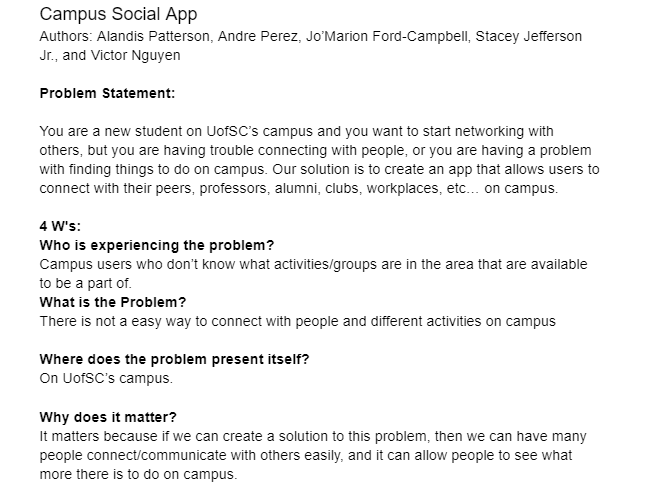 Campus Social App
Authors: Alandis Patterson, Andre Perez, Jo'Marion Ford-Campbell, Stacey Jefferson
Jr., and Victor Nguyen
Problem Statement:
You are a new student on UofSC's campus and you want to start networking with
others, but you are having trouble connecting with people, or you are having a problem
with finding things to do on campus. Our solution is to create an app that allows users to
connect with their peers, professors, alumni, clubs, workplaces, etc... on campus.
4 W's:
Who is experiencing the problem?
Campus users who don't know what activities/groups are in the area that are available
to be a part of.
What is the Problem?
There is not a easy way to connect with people and different activities on campus
Where does the problem present itself?
On UofSC's campus.
Why does it matter?
It matters because if we can create a solution to this problem, then we can have many
people connect/communicate with others easily, and it can allow people to see what
more there is to do on campus.